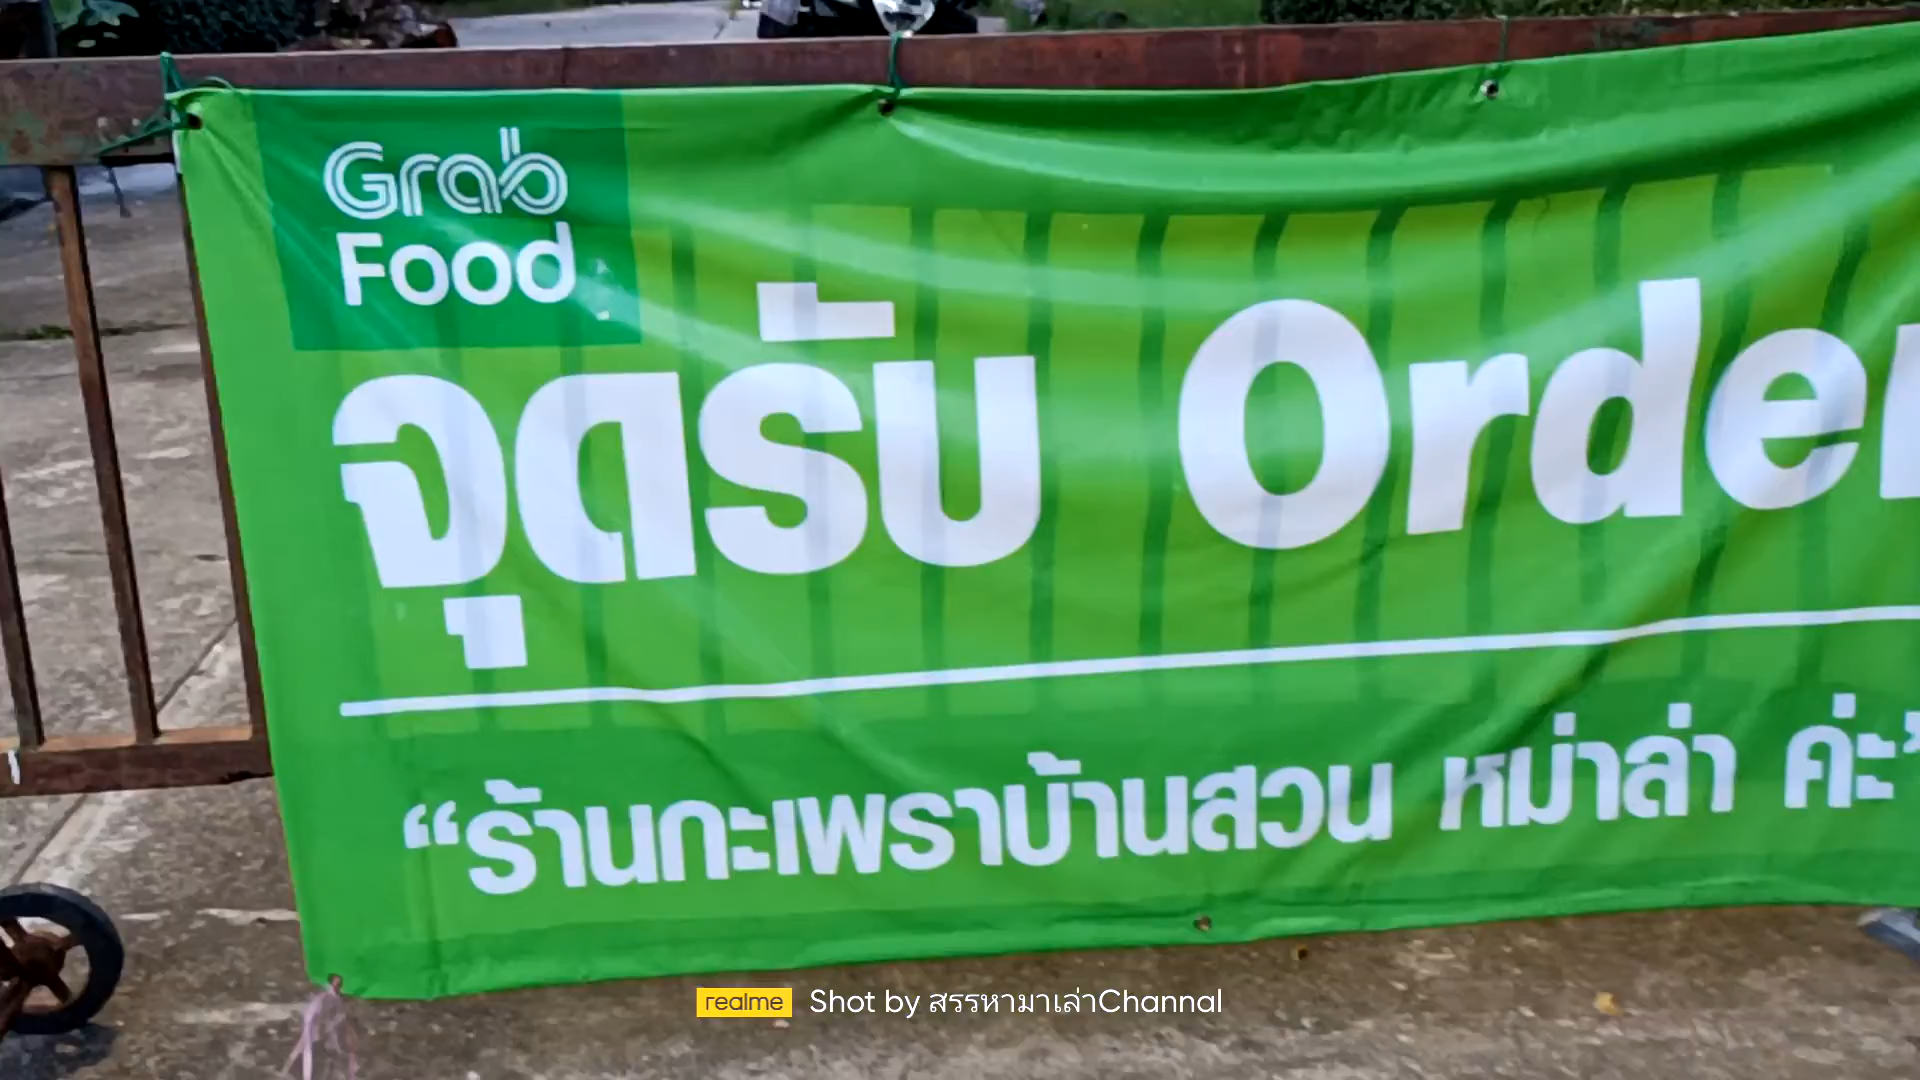 Grab
Food
จุดรับ Order
“ร้านกะเพราบ้านสวน หม่าล่า ค่ะ”
realme Shot by สรรหามาเล่าChannal